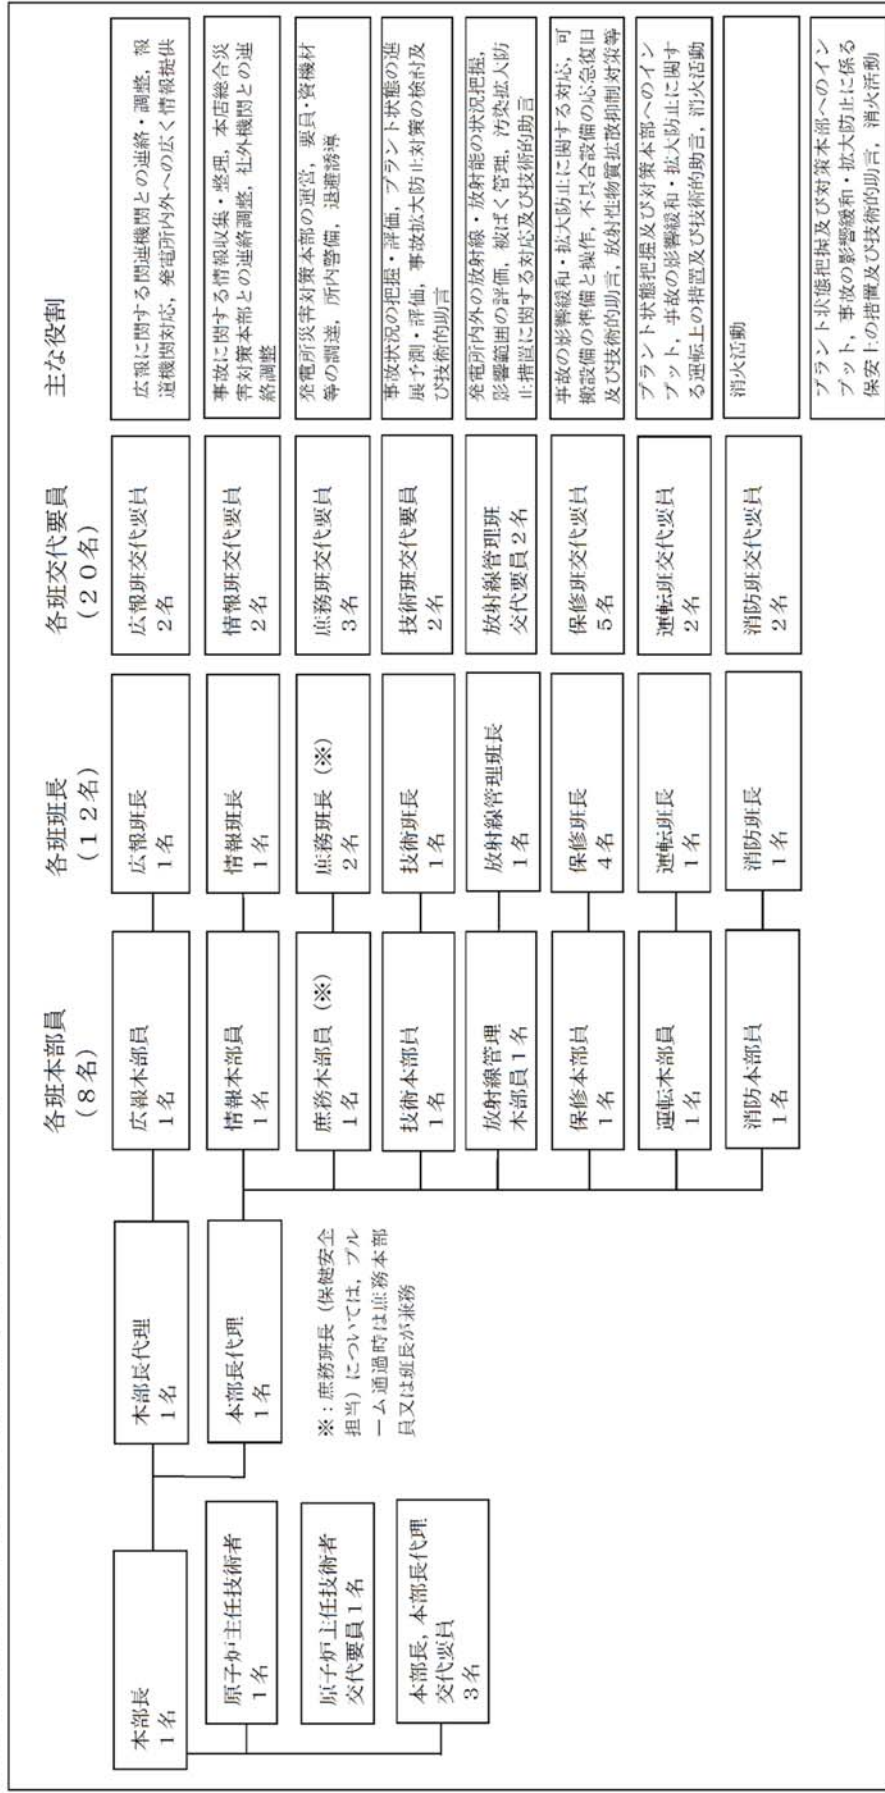 各班本部員
(8名)
各班班長
(12名)
各班交代要員
(20名)
主な役割
本部長
1名
本部長代理
1名
広報本部員
1名
広報班長
1名
広報班交代要員
2名
広報に関する関連機関との連絡・調整，報
道機関対応，発電所内外への広く情報提供
原子炉主任技術者
1名
本部長代理
1名
情報本部員
1名
情報班長
1名
情報班交代要員
2名
事故に関する情報収集・整理，本店総合災
害対策本部との連絡調整，社外機関との連
絡調整
原子炉主任技術者
交代要員1名
※：庶務班長（保健安全
担当）については，プル
ーム通過時は庶務本部
員又は班長が兼務
庶務本部員（※）
1名
庶務班長（※）
2名
庶務班交代要員
3名
発電所災害対策本部の運営，要員・資機材
等の調達，所内警備，退避誘導
本部長，本部長代理
交代要員
3名
技術本部員
1名
技術班長
1名
技術班交代要員
2名
事故状況の把握・評価，プラント状態の進
展予測・評価，事故拡大防止対策の検討及
び技術的助言
放射線管理
本部員1名
放射線管理班長
1名
放射線管理班
交代要員2名
発電所内外の放射線・放射能の状況把握，
影響範囲の評価，被ばく管理，汚染拡大防
止措置に関する対応及び技術的助言
保修本部員
1名
保修班長
4名
保修班交代要員
5名
事故の影響緩和・拡大防止に関する対応，可
搬設備の準備と操作，不具合設備の応急復旧
及び技術的助言，放射性物質拡散抑制対策等
運転本部員
1名
運転班長
1名
運転班交代要員
2名
プラント状態把握及び対策本部へのイン
プット，事故の影響緩和・拡大防止に関す
る運転上の措置及び技術的助言，消火活動
消防本部員
1名
消防班長
1名
消防班交代要員
2名
消火活動
プラント状態把握及び対策本部へのイン
プット，事故の影響緩和・拡大防止に係る
保安上の措置及び技術的助言，消火活動